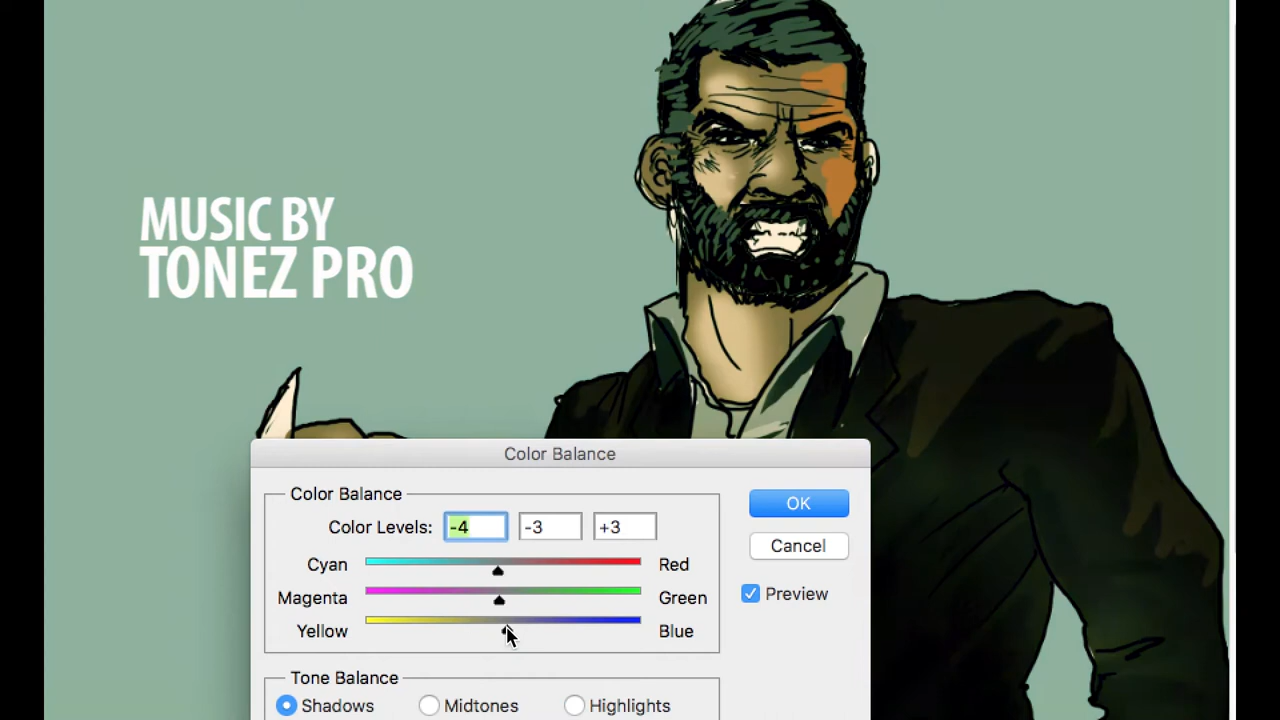 MUSIC BY
TONEZ PRO
Color Balance
Color Balance
Color Levels: -4 -3 +3
Cyan Red
Magenta Green
Yellow Blue
OK
Cancel
Preview
Tone Balance
Shadows Midtones Highlights